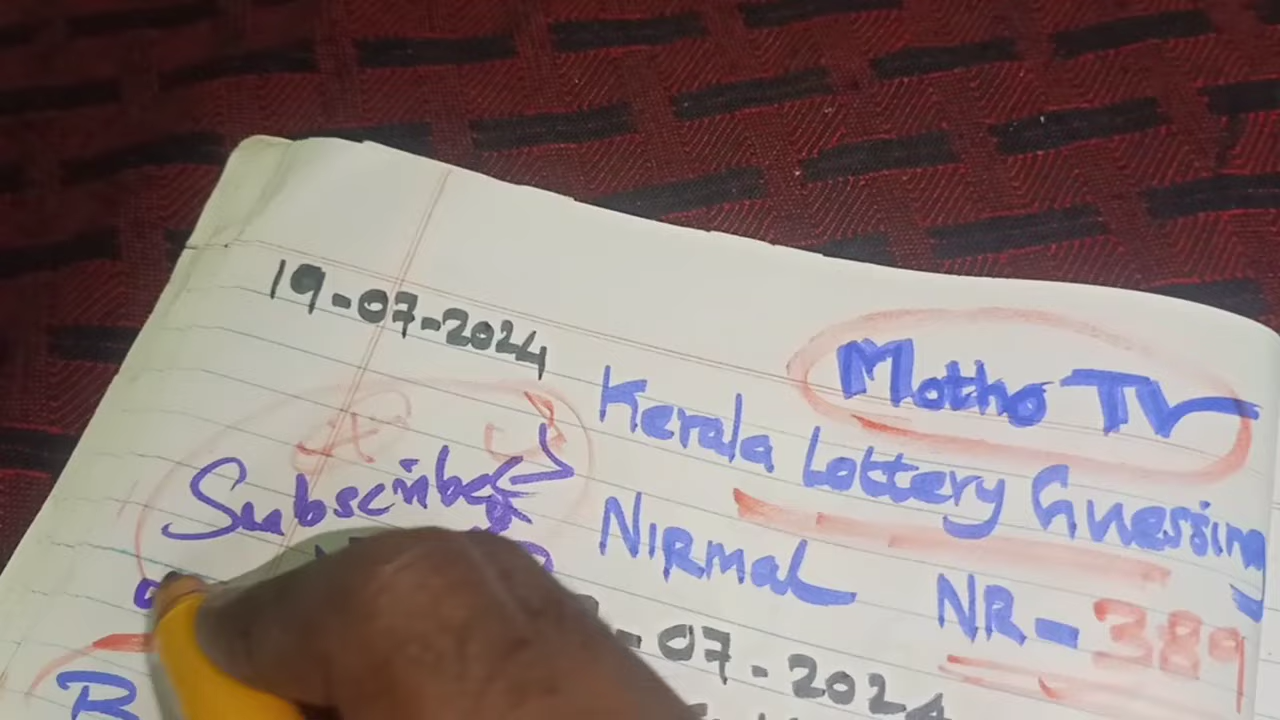 19-07-2024
Motho TV
Kerala Lottery Guessing
Subscribe
Nirmal NR-389
-07-2024
B